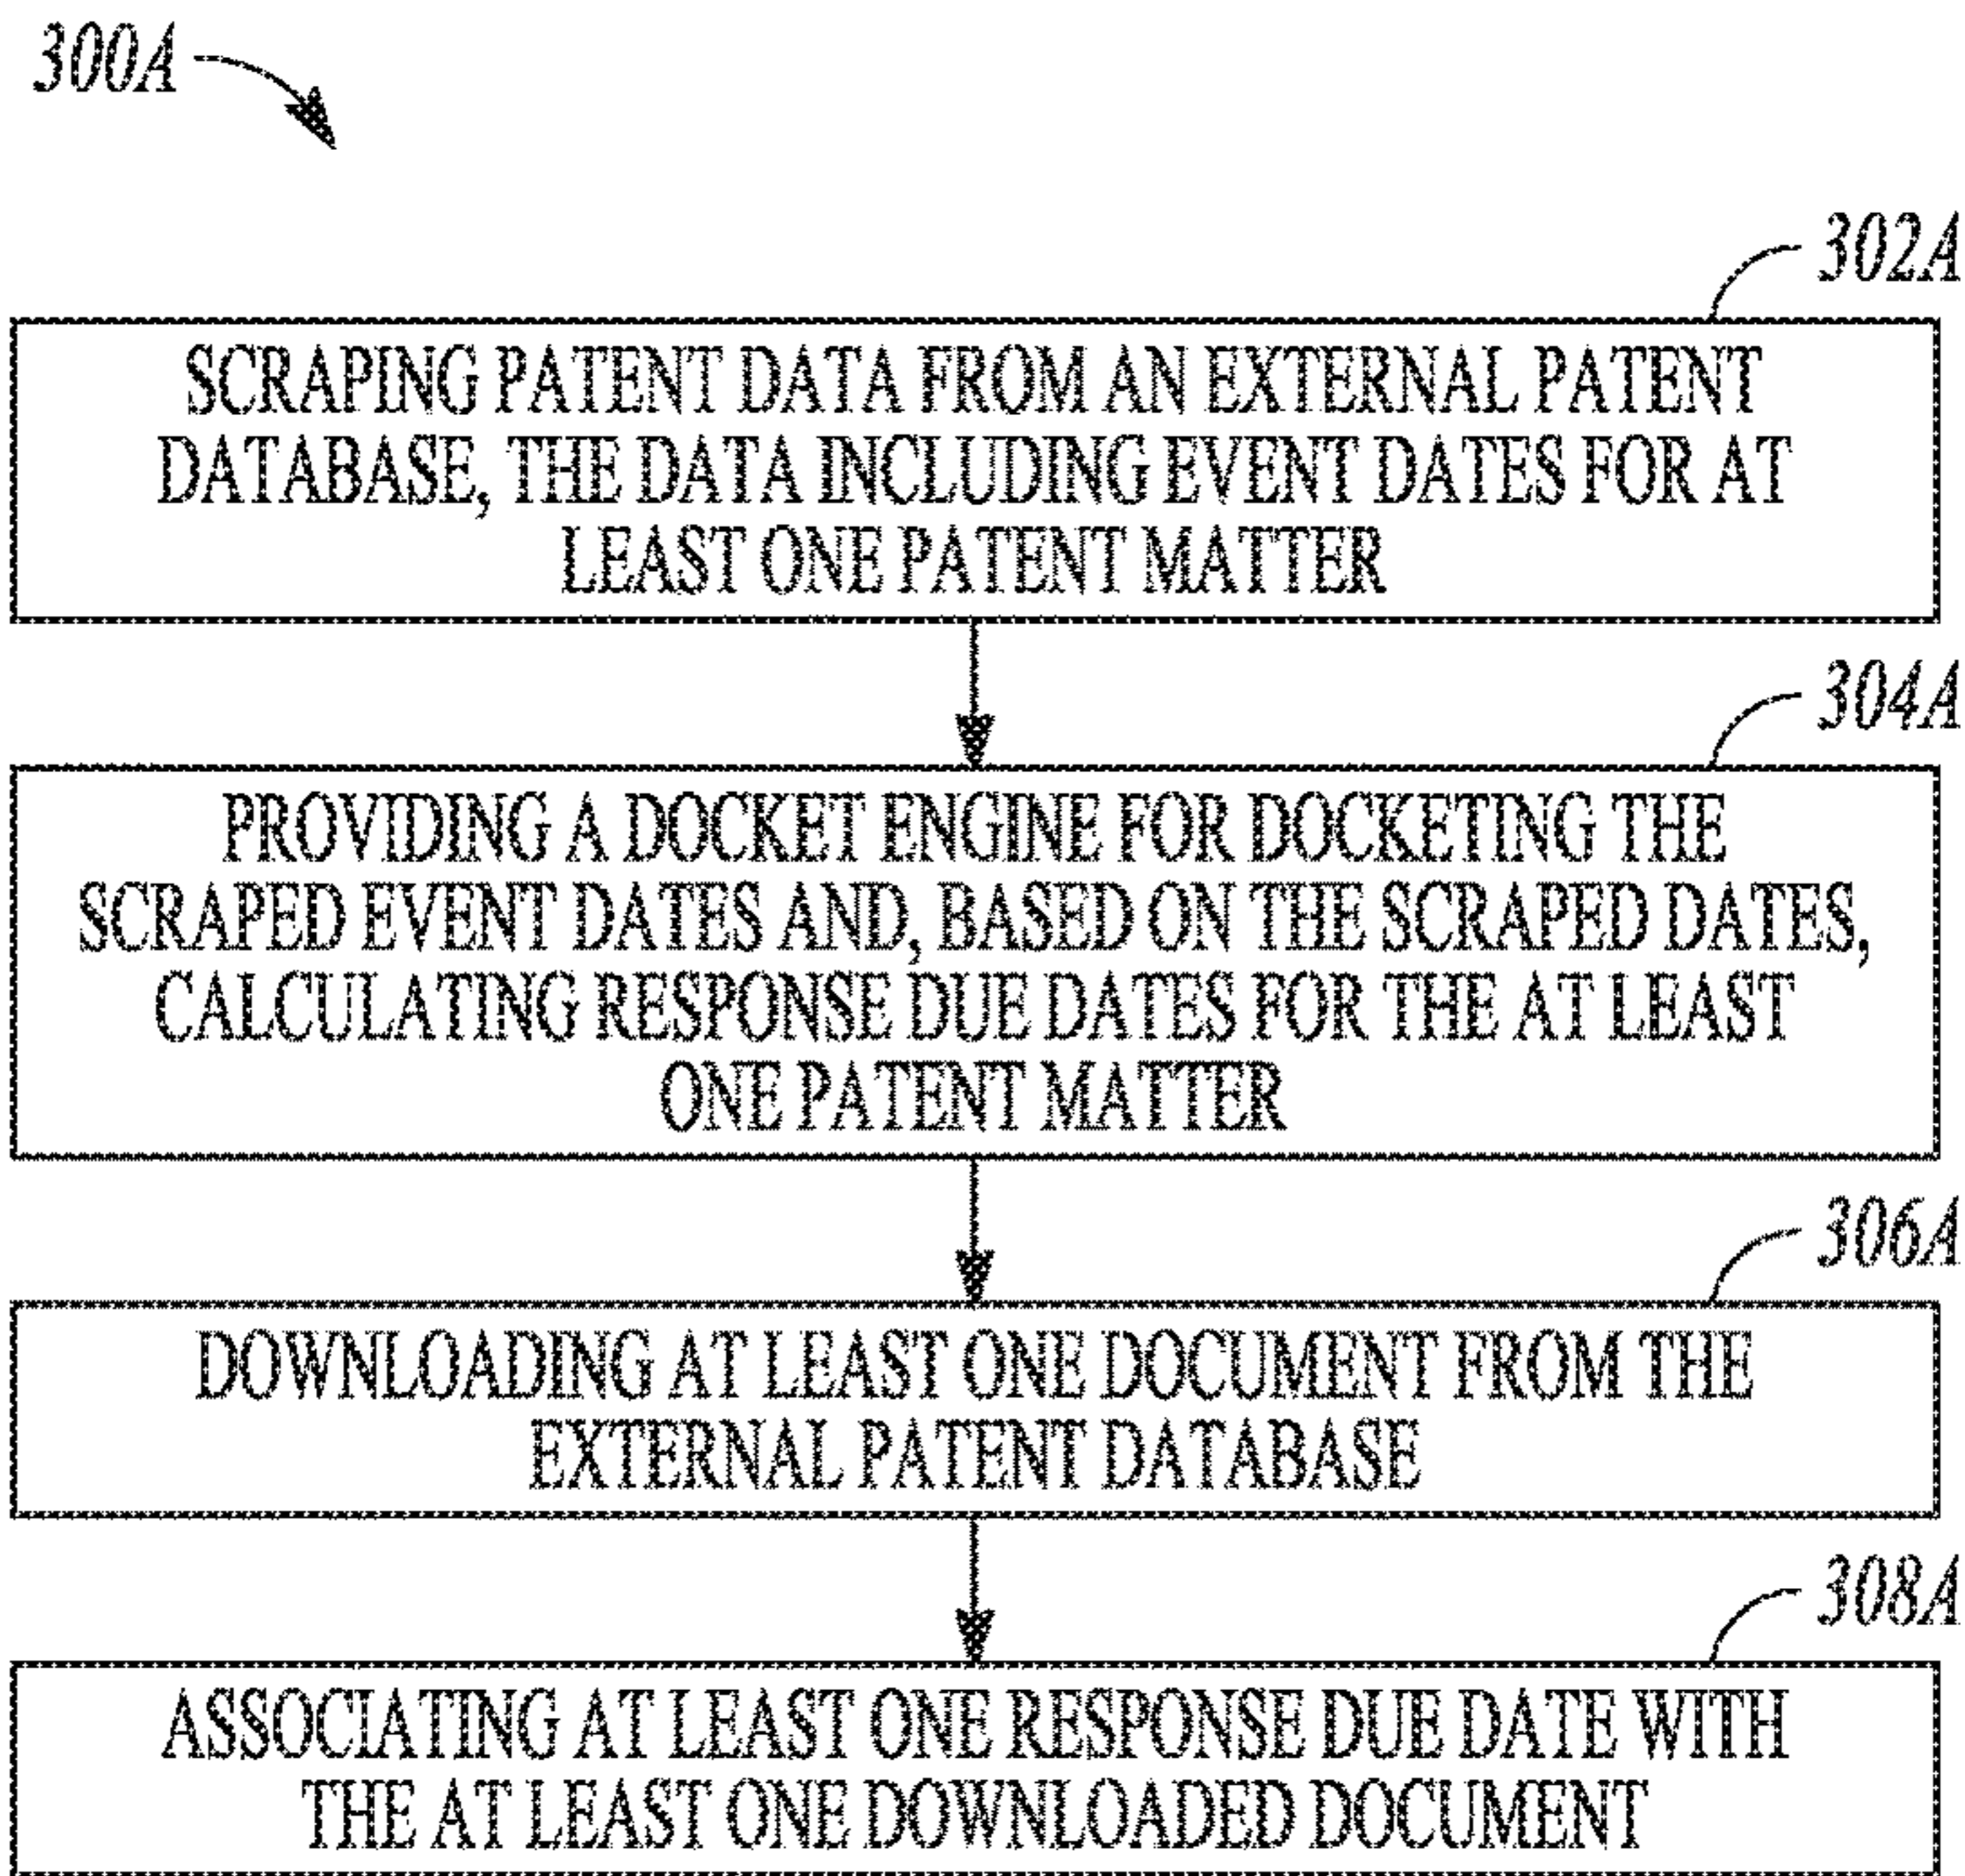 300A
302A
SCRAPING PATENT DATA FROM AN EXTERNAL PATENT
DATABASE, THE DATA INCLUDING EVENT DATES FOR AT
LEAST ONE PATENT MATTER
304A
PROVIDING A DOCKET ENGINE FOR DOCKETING THE
SCRAPED EVENT DATES AND, BASED ON THE SCRAPED DATES,
CALCULATING RESPONSE DUE DATES FOR THE AT LEAST
ONE PATENT MATTER
306A
DOWNLOADING AT LEAST ONE DOCUMENT FROM THE
EXTERNAL PATENT DATABASE
308A
ASSOCIATING AT LEAST ONE RESPONSE DUE DATE WITH
THE AT LEAST ONE DOWNLOADED DOCUMENT